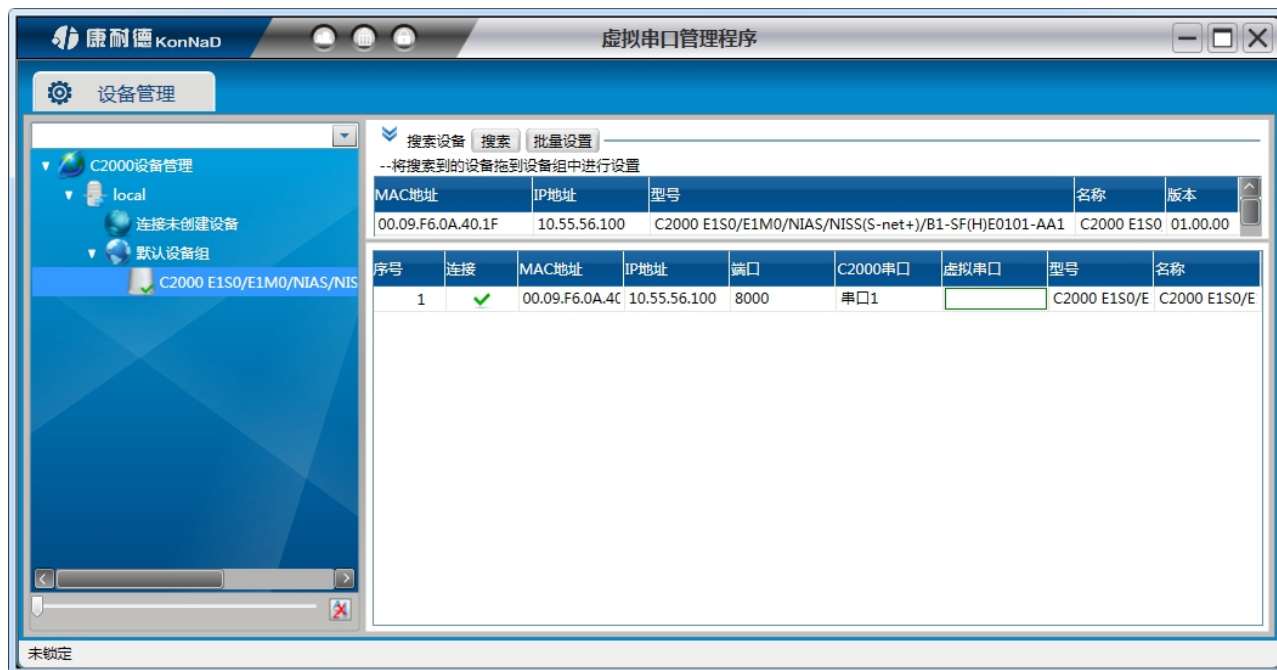 康耐德 KonNaD
虚拟串口管理程序
设备管理
C2000设备管理
local
连接未创建设备
默认设备组
C2000 E1S0/E1M0/NIAS/NIS
搜索设备 搜索 批量设置
--将搜索到的设备拖到设备组中进行设置
MAC地址 IP地址 型号 名称 版本
00.09.F6.0A.40.1F 10.55.56.100 C2000 E1S0/E1M0/NIAS/NISS(S-net+)/B1-SF(H)E0101-AA1 C2000 E1S0 01.00.00
序号 连接 MAC地址 IP地址 端口 C2000串口 虚拟串口 型号 名称
1 00.09.F6.0A.4C 10.55.56.100 8000 串口1 C2000 E1S0/E C2000 E1S0/E
未锁定